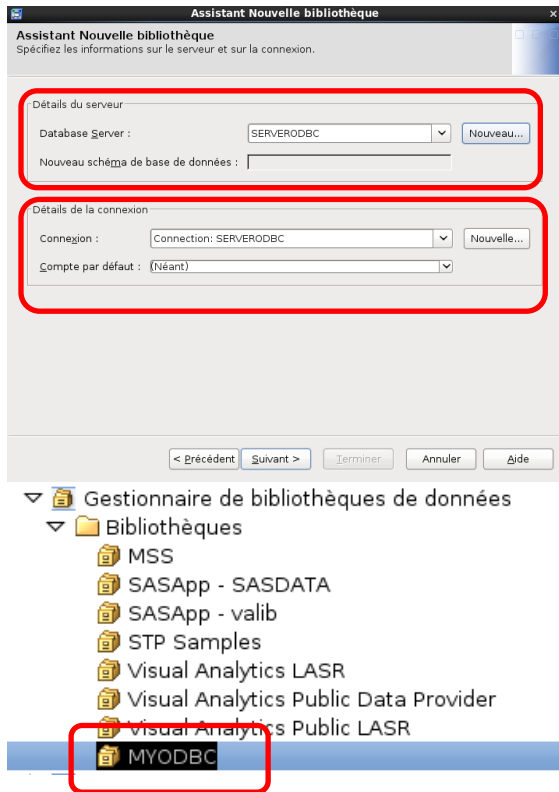 Assistant Nouvelle bibliothèque
Assistant Nouvelle bibliothèque
Spécifiez les informations sur le serveur et sur la connexion.
Détails du serveur
Database Server : SERVERODBC Nouveau...
Nouveau schéma de base de données :
Détails de la connexion
Connexion : Connection: SERVERODBC Nouvelle...
Compte par défaut : (Néant)
< Précédent Suivant > Terminer Annuler Aide
Gestionnaire de bibliothèques de données
Bibliothèques
MSS
SASApp - SASDATA
SASApp - valib
STP Samples
Visual Analytics LASR
Visual Analytics Public Data Provider
Visual Analytics Public LASR
MYODBC